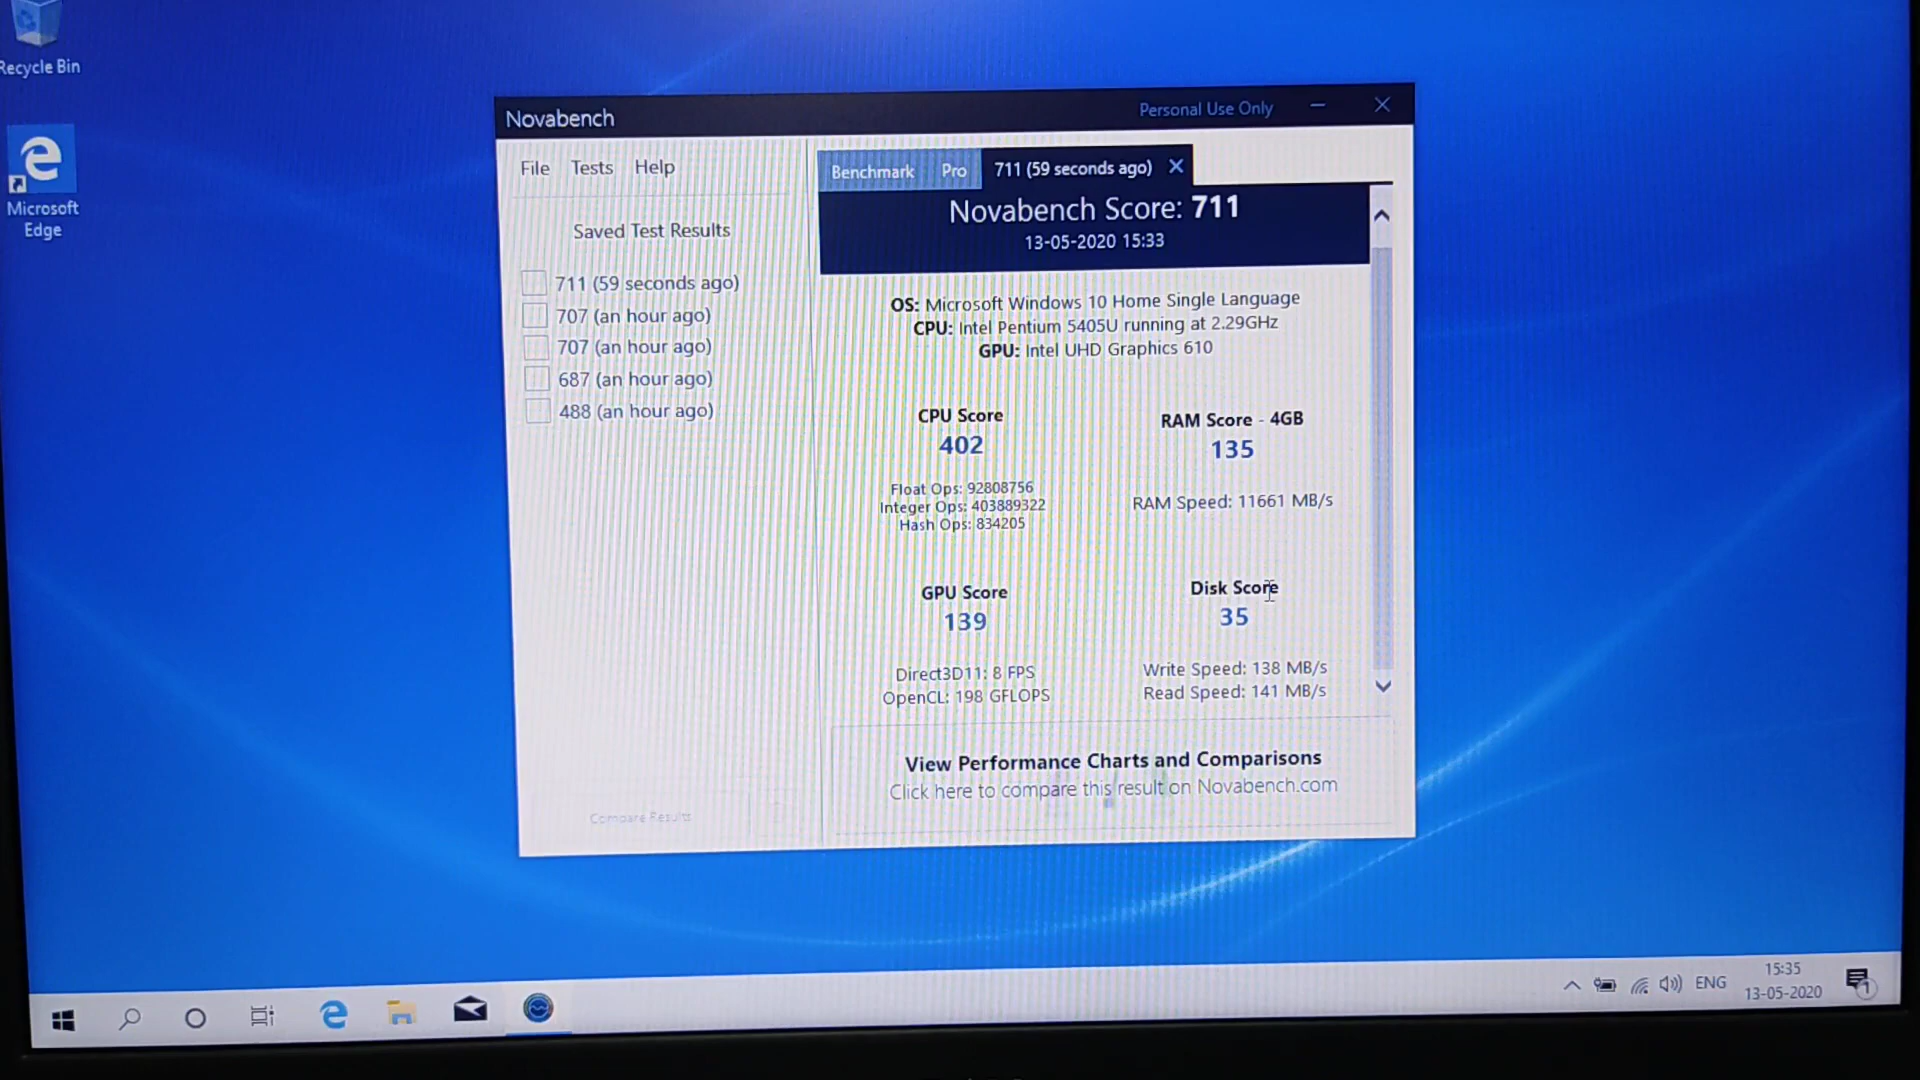 Recycle Bin
Microsoft
Edge
Novabench
Personal Use Only
File Tests Help
Saved Test Results
711 (59 seconds ago)
707 (an hour ago)
707 (an hour ago)
687 (an hour ago)
488 (an hour ago)
Compare Results
Benchmark Pro 711 (59 seconds ago)
Novabench Score: 711
13-05-2020 15:33
OS: Microsoft Windows 10 Home Single Language
CPU: Intel Pentium 5405U running at 2.29GHz
GPU: Intel UHD Graphics 610
CPU Score
402
Float Ops: 92808756
Integer Ops: 403889322
Hash Ops: 834205
RAM Score - 4GB
135
RAM Speed: 11661 MB/s
GPU Score
139
Direct3D11: 8 FPS
OpenCL: 198 GFLOPS
Disk Score
35
Write Speed: 138 MB/s
Read Speed: 141 MB/s
View Performance Charts and Comparisons
Click here to compare this result on Novabench.com
ENG
15:35
13-05-2020
1